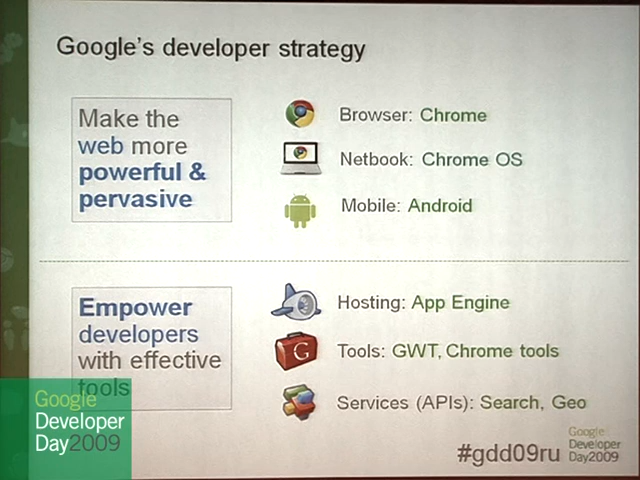 Google's developer strategy
Make the
web more
powerful &
pervasive
Browser: Chrome
Netbook: Chrome OS
Mobile: Android
Empower
developers
with effective
tools
Hosting: App Engine
G
Tools: GWT, Chrome tools
Services (APIs): Search, Geo
#gdd09ru
Google
Developer
Day2009
Google
Developer
Day2009